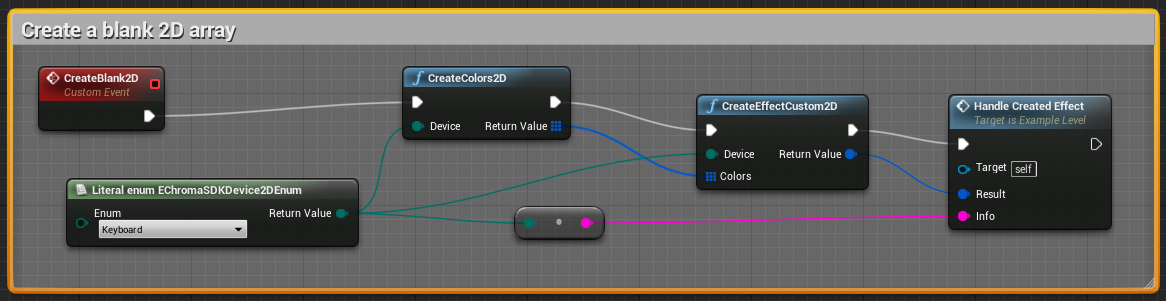 Create a blank 2D array
CreateBlank2D
Custom Event
CreateColors2D
Device
Return Value
CreateEffectCustom2D
Device
Return Value
Colors
Handle Created Effect
Target is Example Level
Target self
Result
Info
Literal enum EChromaSDKDevice2DEnum
Enum
Return Value
Keyboard